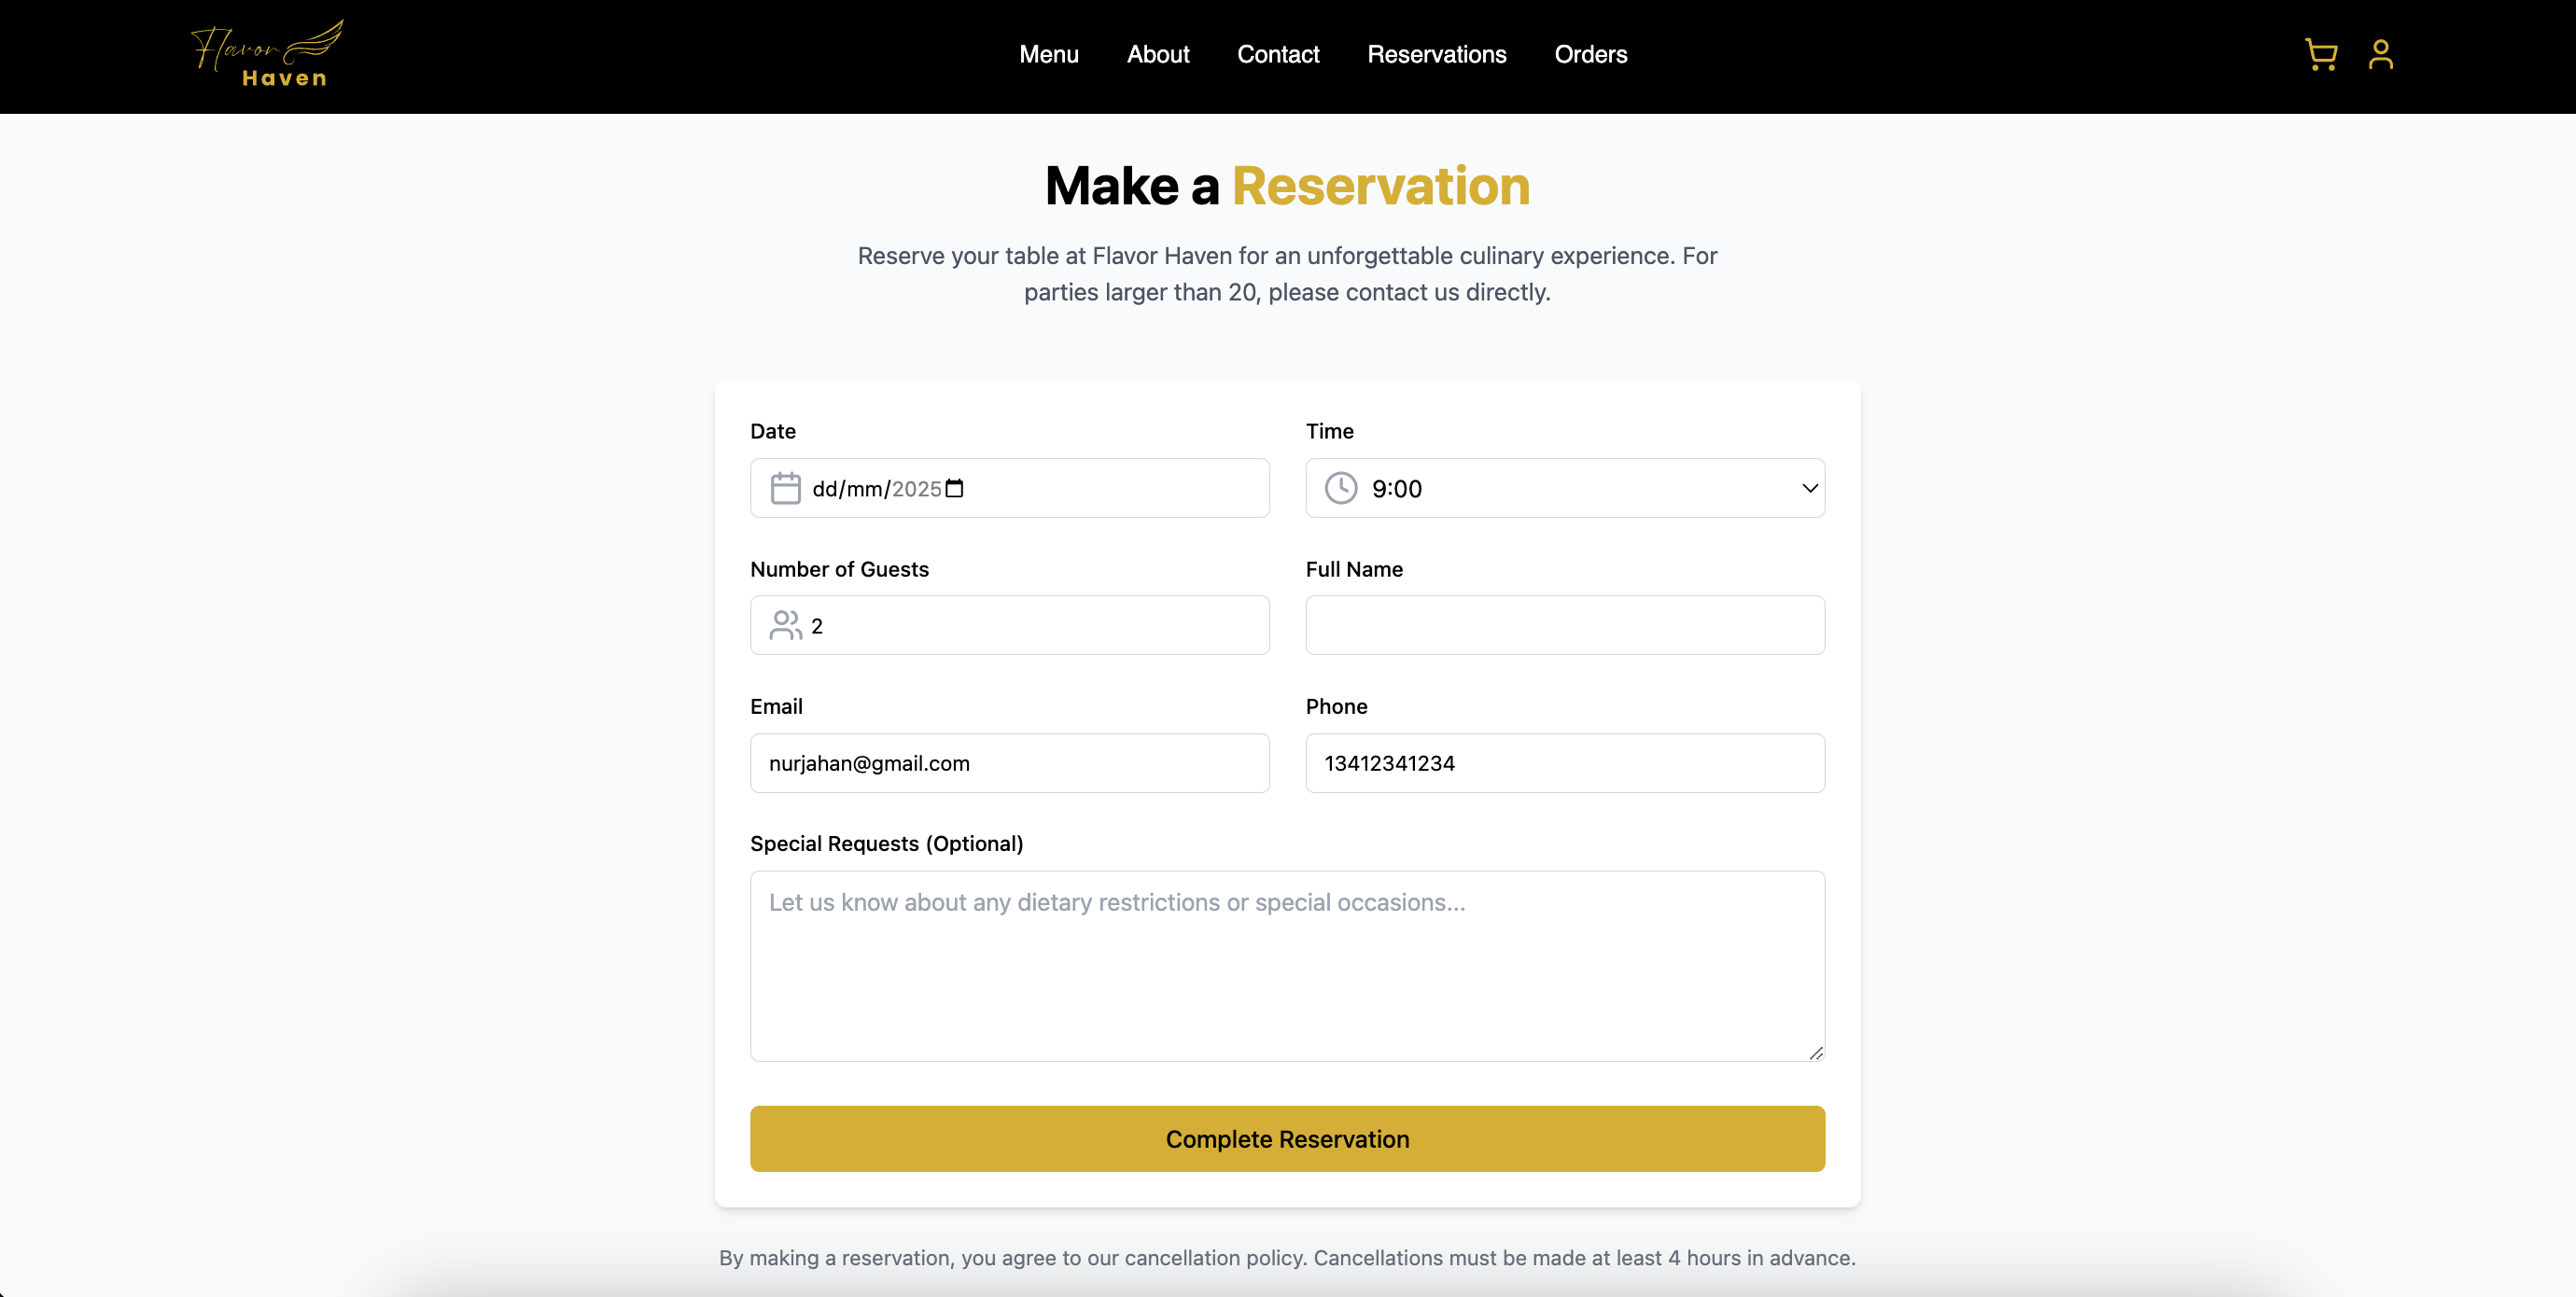 Flavor
Haven
Menu About Contact Reservations Orders
Make a Reservation
Reserve your table at Flavor Haven for an unforgettable culinary experience. For
parties larger than 20, please contact us directly.
Date
Time
dd/mm/2025
9:00
Number of Guests
Full Name
2
Email
Phone
nurjahan@gmail.com
13412341234
Special Requests (Optional)
Let us know about any dietary restrictions or special occasions...
Complete Reservation
By making a reservation, you agree to our cancellation policy. Cancellations must be made at least 4 hours in advance.